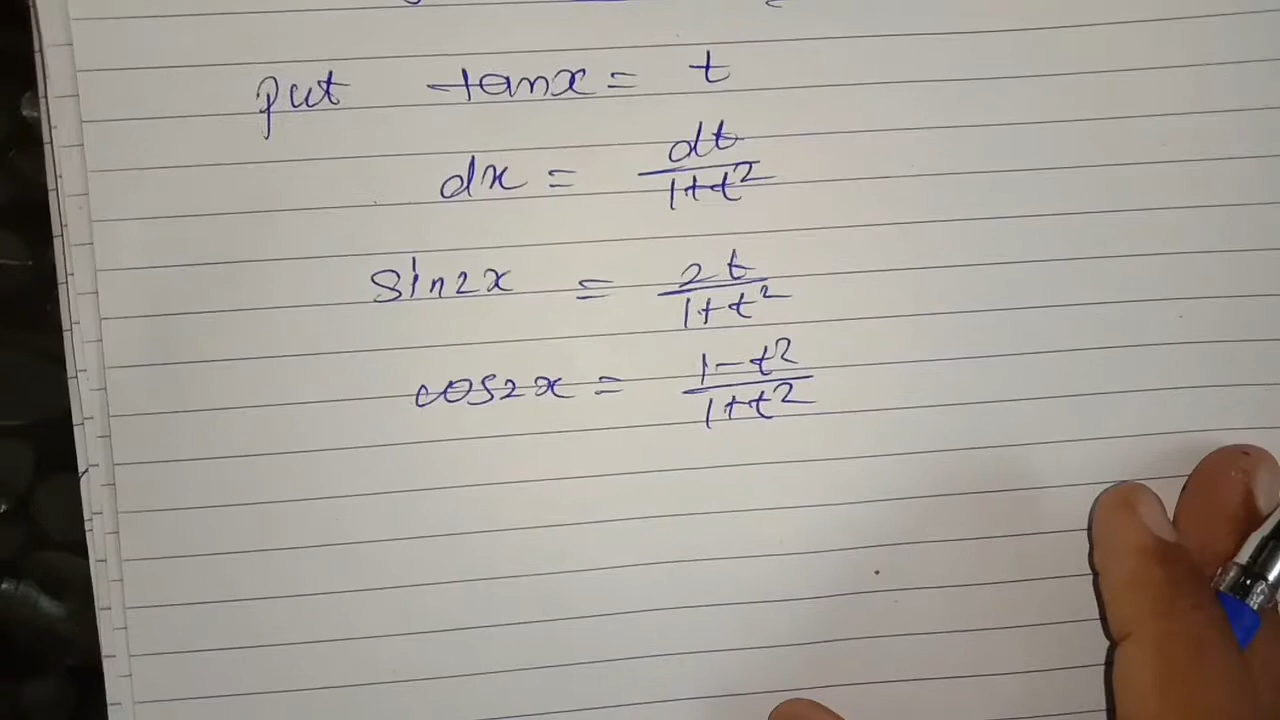 put tanx = t
dx = dt/1+t²
sin2x = 2t/1+t²
cos2x = 1-t²/1+t²